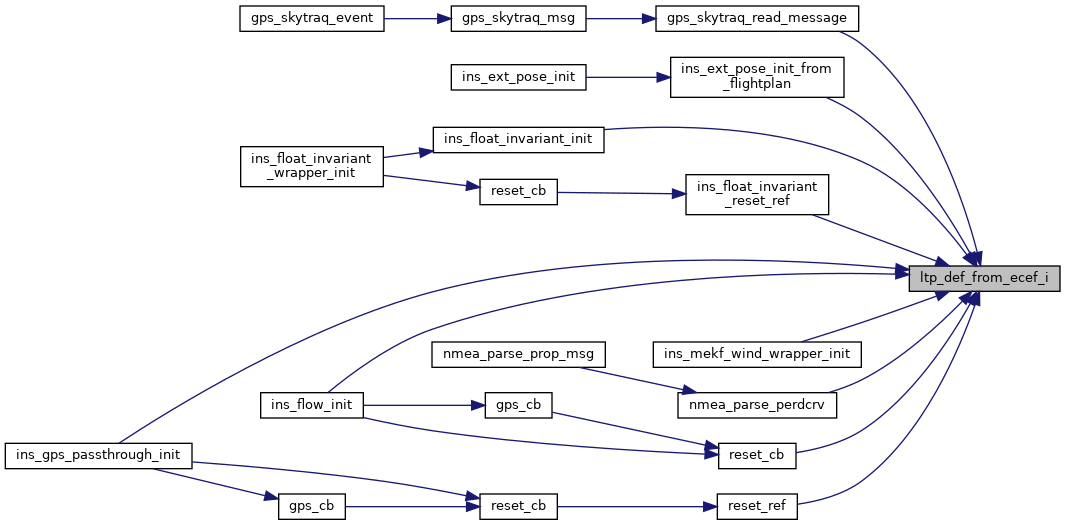 gps_skytraq_event
gps_skytraq_msg
gps_skytraq_read_message
ins_ext_pose_init
ins_ext_pose_init_from
_flightplan
ins_float_invariant_init
ins_float_invariant
_wrapper_init
reset_cb
ins_float_invariant
_reset_ref
ltp_def_from_ecef_i
ins_mekf_wind_wrapper_init
nmea_parse_prop_msg
nmea_parse_perdcrv
ins_flow_init
gps_cb
reset_cb
ins_gps_passthrough_init
gps_cb
reset_cb
reset_ref